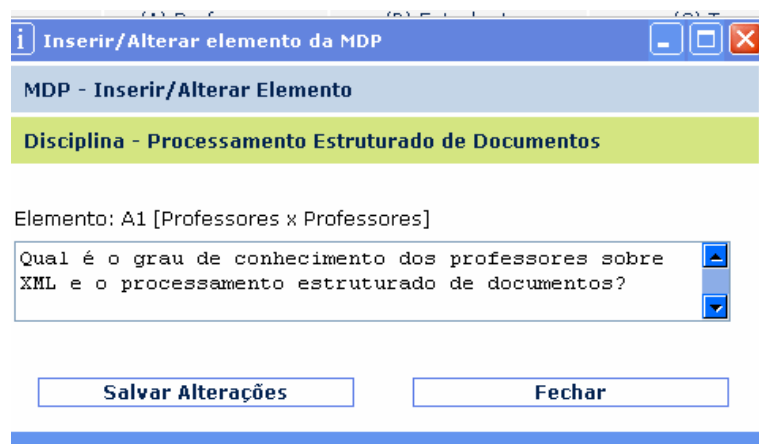 Inserir/Alterar elemento da MDP
MDP - Inserir/Alterar Elemento
Disciplina - Processamento Estruturado de Documentos
Elemento: A1 [Professores x Professores]
Qual é o grau de conhecimento dos professores sobre
XML e o processamento estruturado de documentos?
Salvar Alterações Fechar